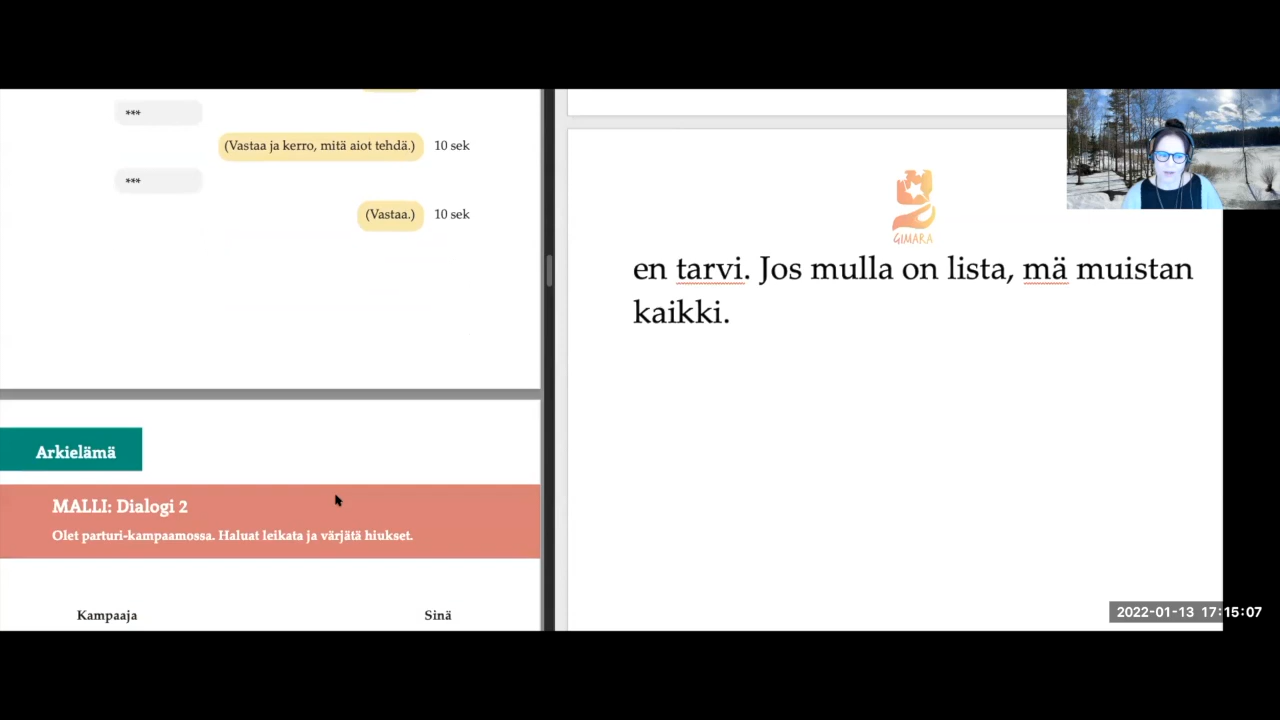 ***
(Vastaa ja kerro, mitä aiot tehdä.) 10 sek
***
(Vastaa.) 10 sek
Arkielämä
MALLI: Dialogi 2
Olet parturi-kampaamossa. Haluat leikata ja värjätä hiukset.
Kampaaja Sinä
GIMARA
en tarvi. Jos mulla on lista, mä muistan
kaikki.
2022-01-13 17:15:07